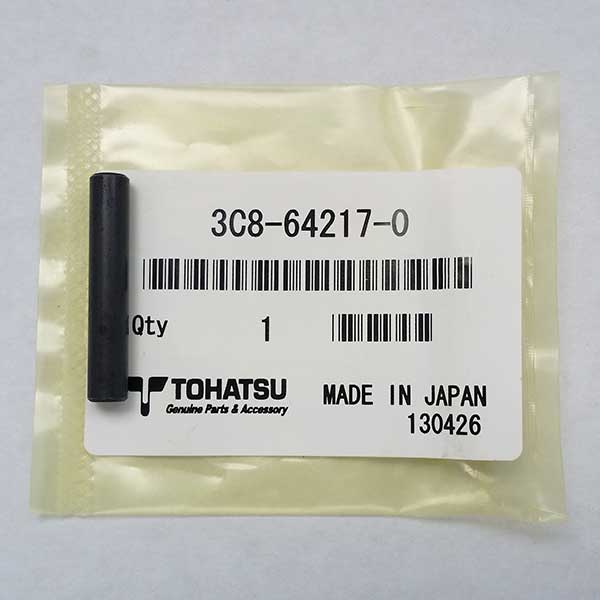 3C8-64217-0
Qty 1
TOHATSU MADE IN JAPAN
Genuine Parts & Accessory 130426